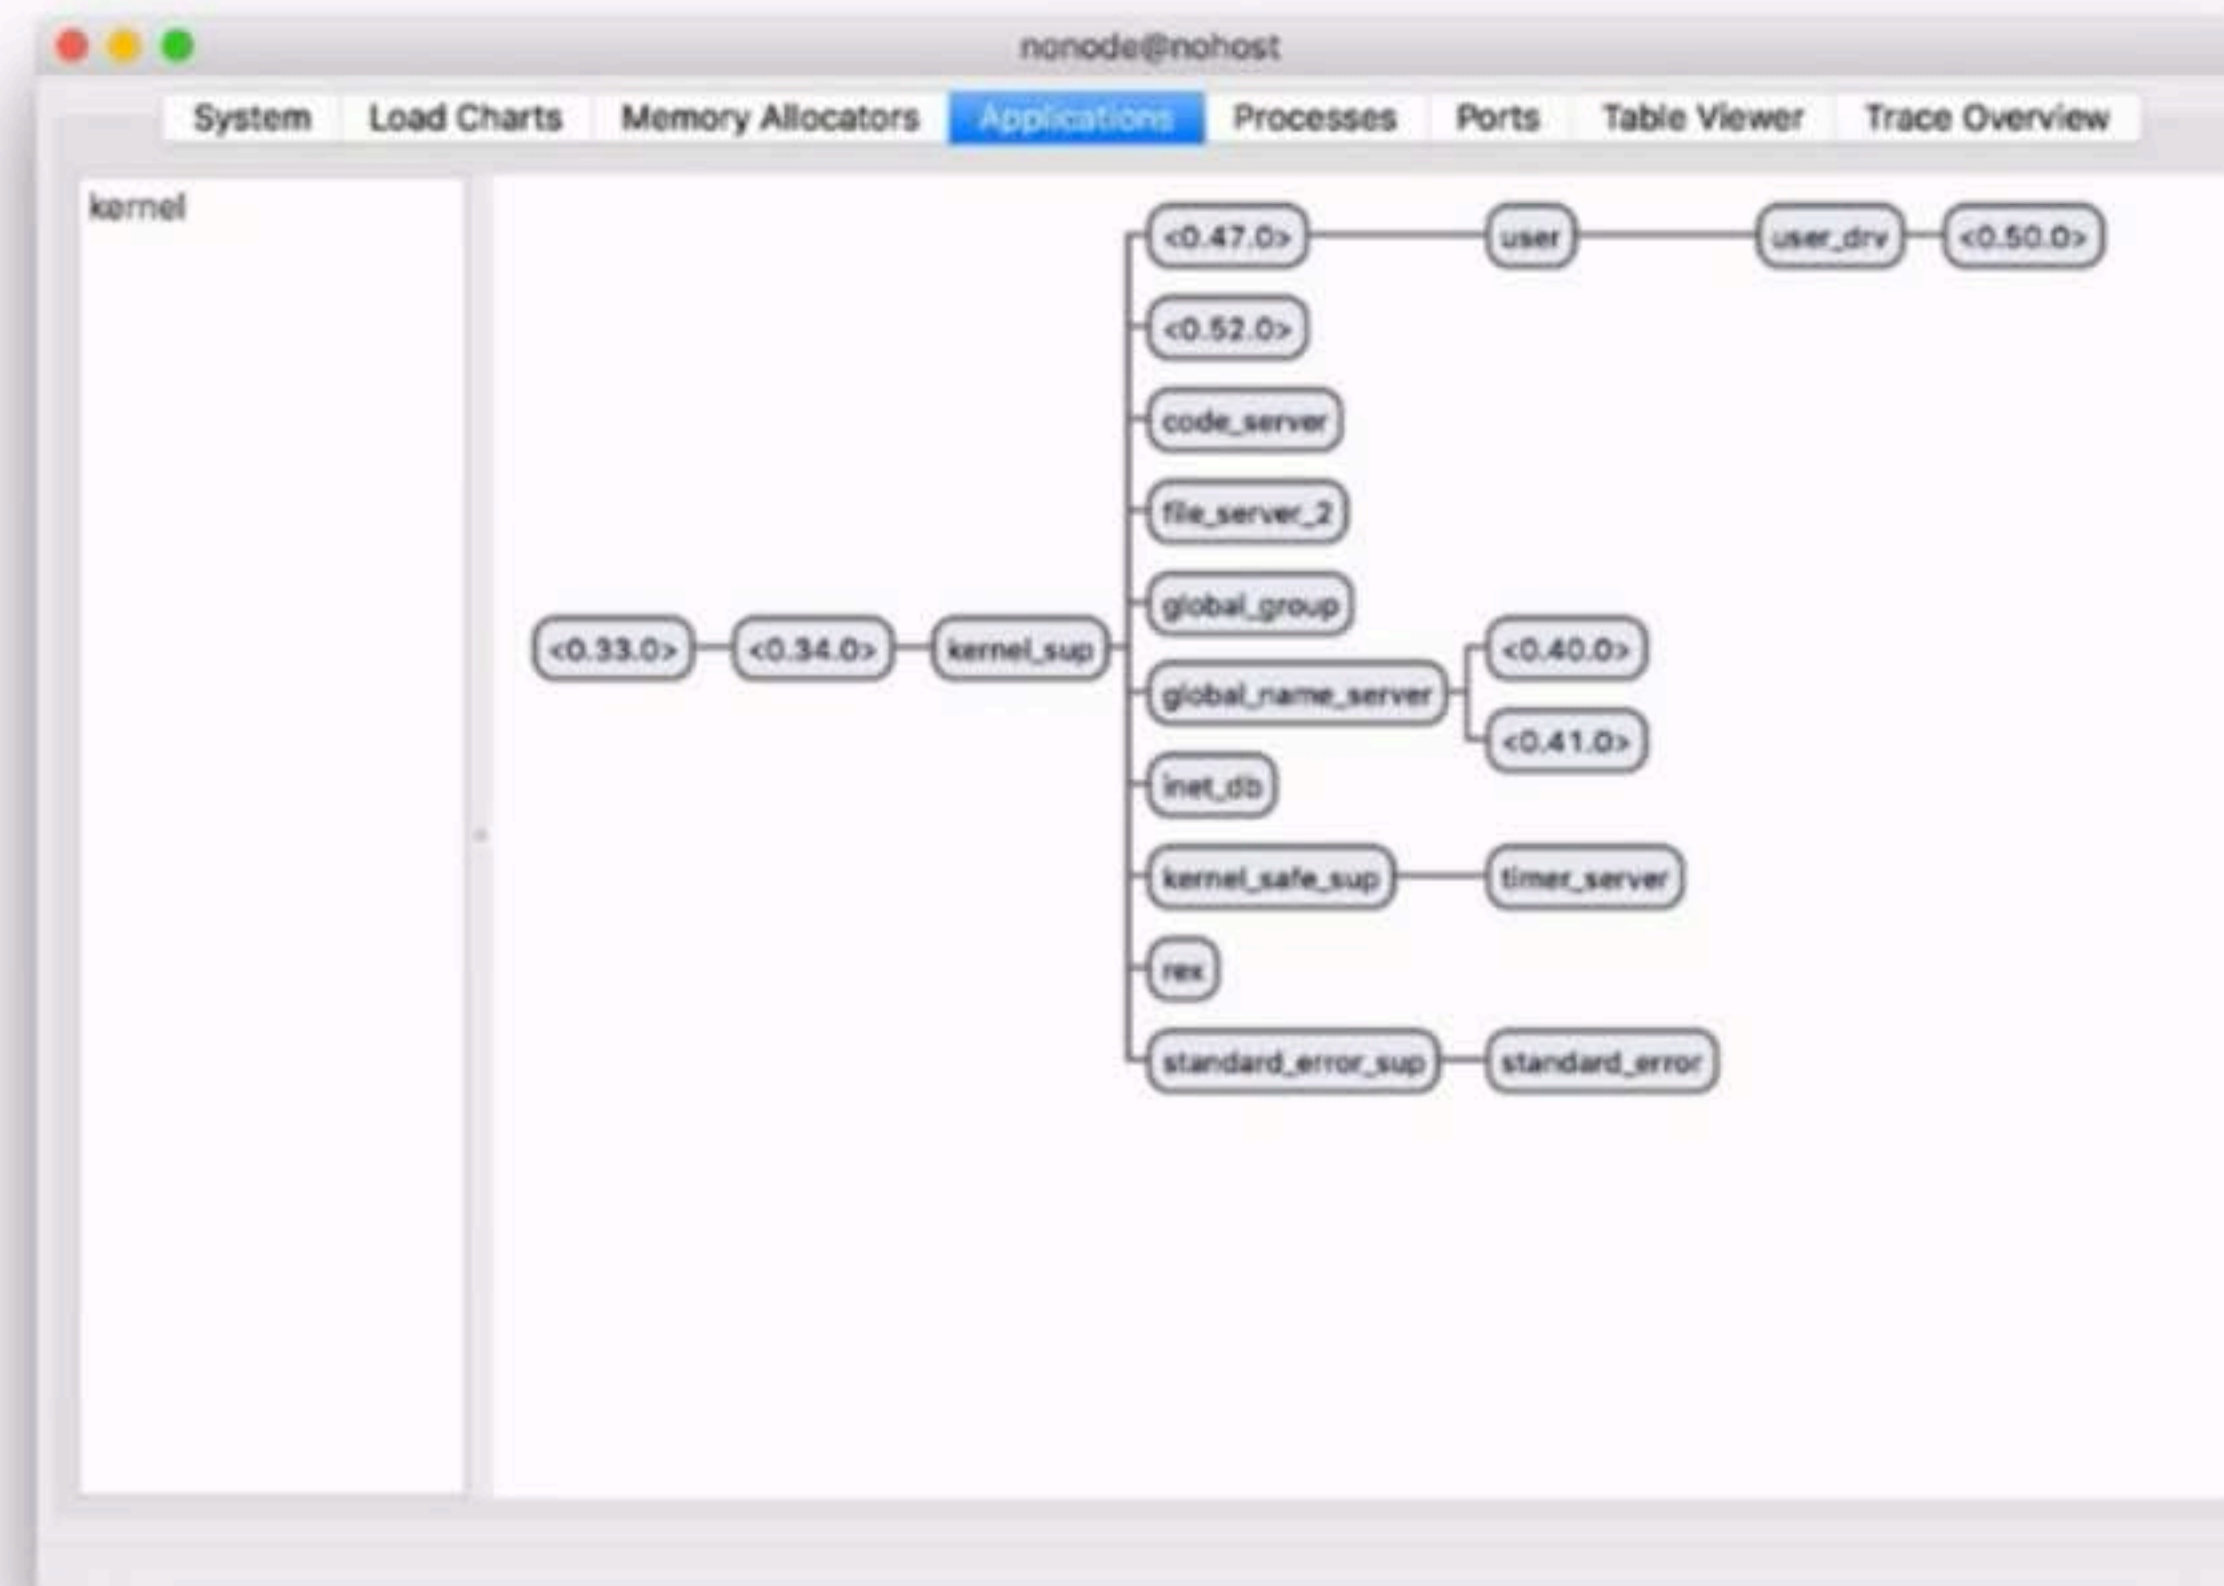 nonode@nohost
System Load Charts Memory Allocators Applications Processes Ports Table Viewer Trace Overview
kernel
<0.47.0> user user_drv <0.50.0>
<0.52.0>
code_server
file_server_2
global_group
<0.33.0> <0.34.0> kernel_sup <0.40.0>
global_name_server
<0.41.0>
inet_db
kernel_safe_sup timer_server
rex
standard_error_sup standard_error